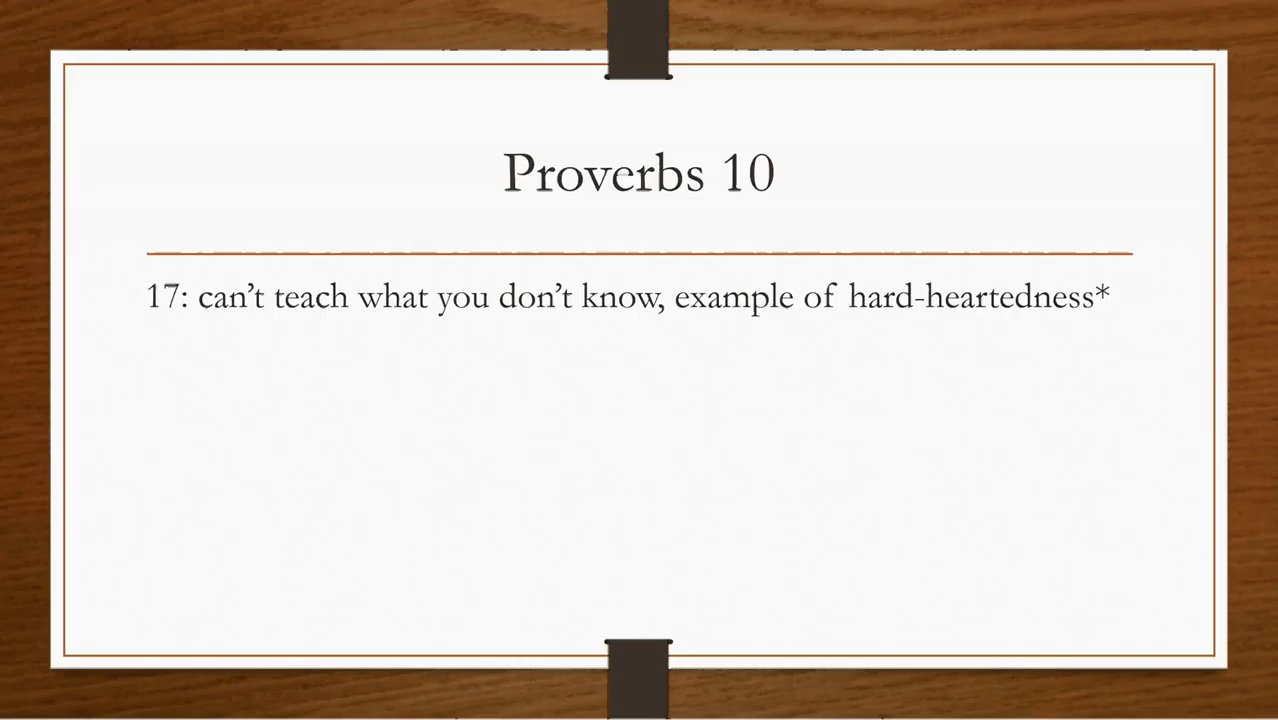 Proverbs 10
17: can’t teach what you don’t know, example of hard-heartedness*